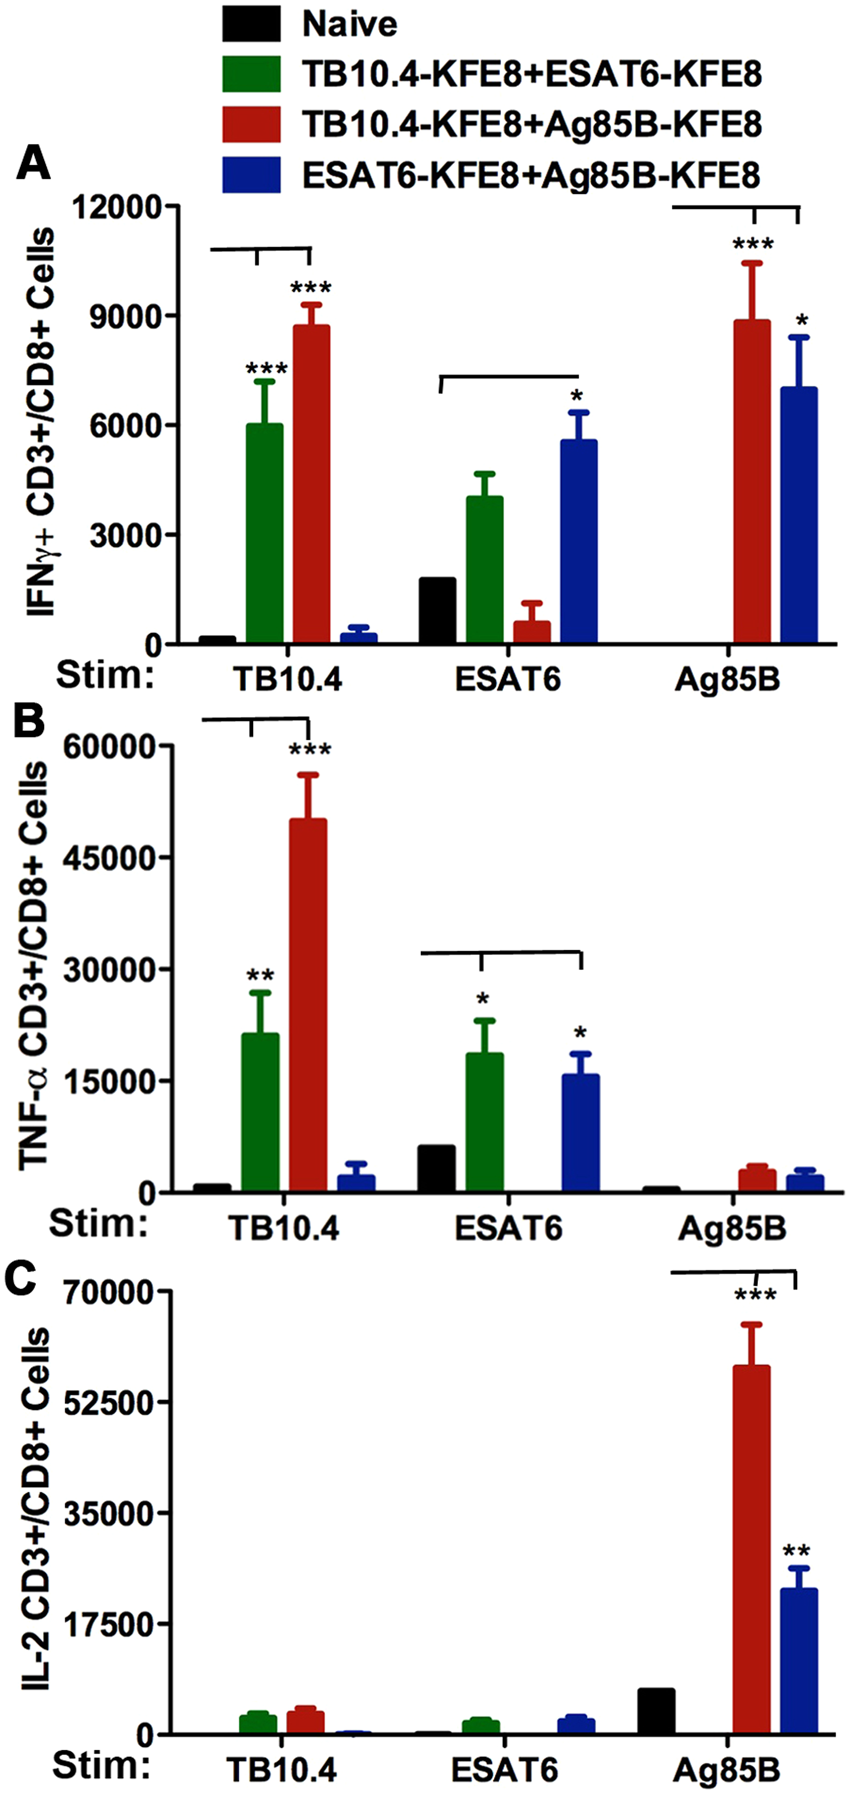 Naive
TB10.4-KFE8+ESAT6-KFE8
TB10.4-KFE8+Ag85B-KFE8
ESAT6-KFE8+Ag85B-KFE8
A
IFNγ+ CD3+/CD8+ Cells
12000
9000
6000
3000
0
***
***
*
***
*
Stim:
TB10.4
ESAT6
Ag85B
B
TNF-α CD3+/CD8+ Cells
60000
45000
30000
15000
0
**
***
*
*
Stim:
TB10.4
ESAT6
Ag85B
C
IL-2 CD3+/CD8+ Cells
70000
52500
35000
17500
0
***
**
Stim:
TB10.4
ESAT6
Ag85B